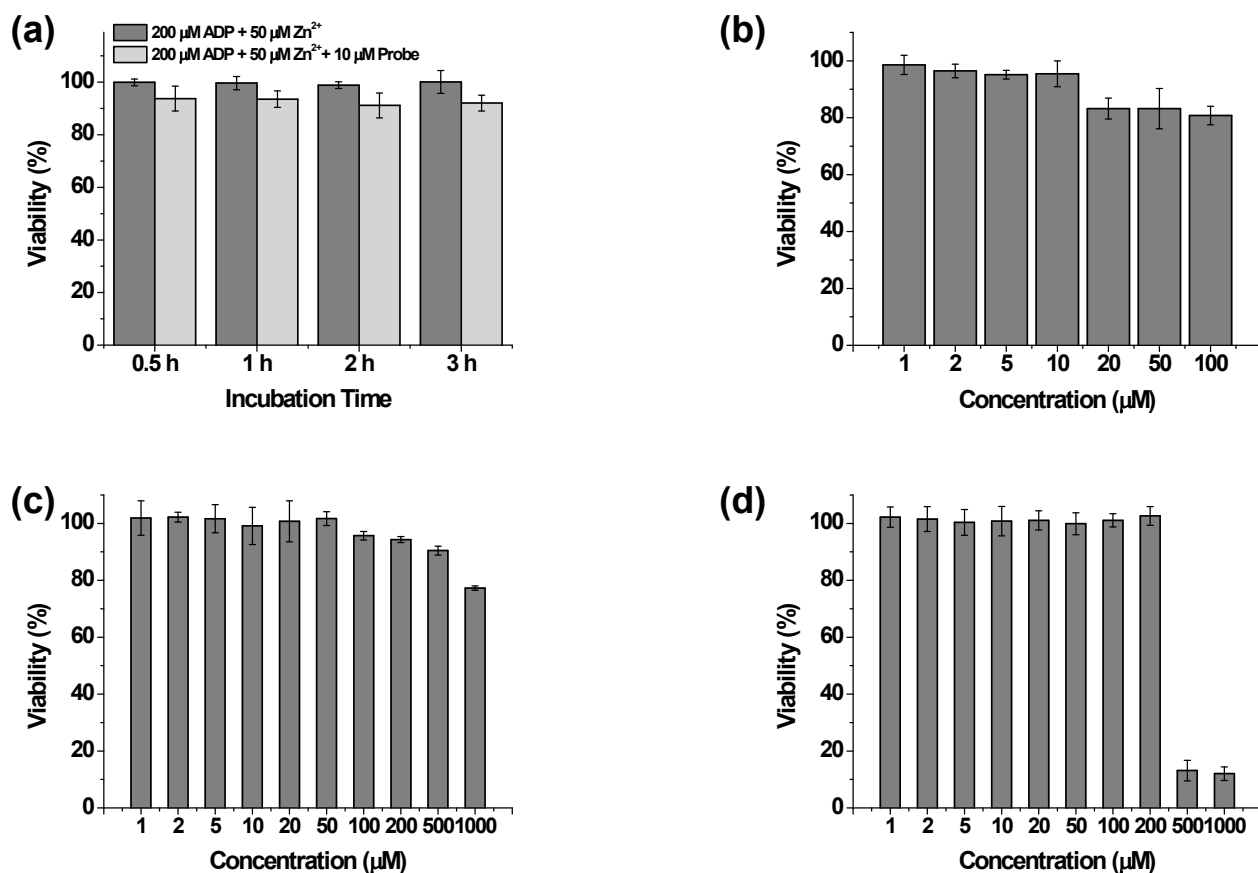 (a)
200 µM ADP + 50 µM Zn²⁺
200 µM ADP + 50 µM Zn²⁺ + 10 µM Probe
100
80
60
40
20
0
Viability (%)
0.5 h 1 h 2 h 3 h
Incubation Time
(b)
100
80
60
40
20
0
Viability (%)
1 2 5 10 20 50 100
Concentration (µM)
(c)
100
80
60
40
20
0
Viability (%)
1 2 5 10 20 50 100 200 500 1000
Concentration (µM)
(d)
100
80
60
40
20
0
Viability (%)
1 2 5 10 20 50 100 200 500 1000
Concentration (µM)